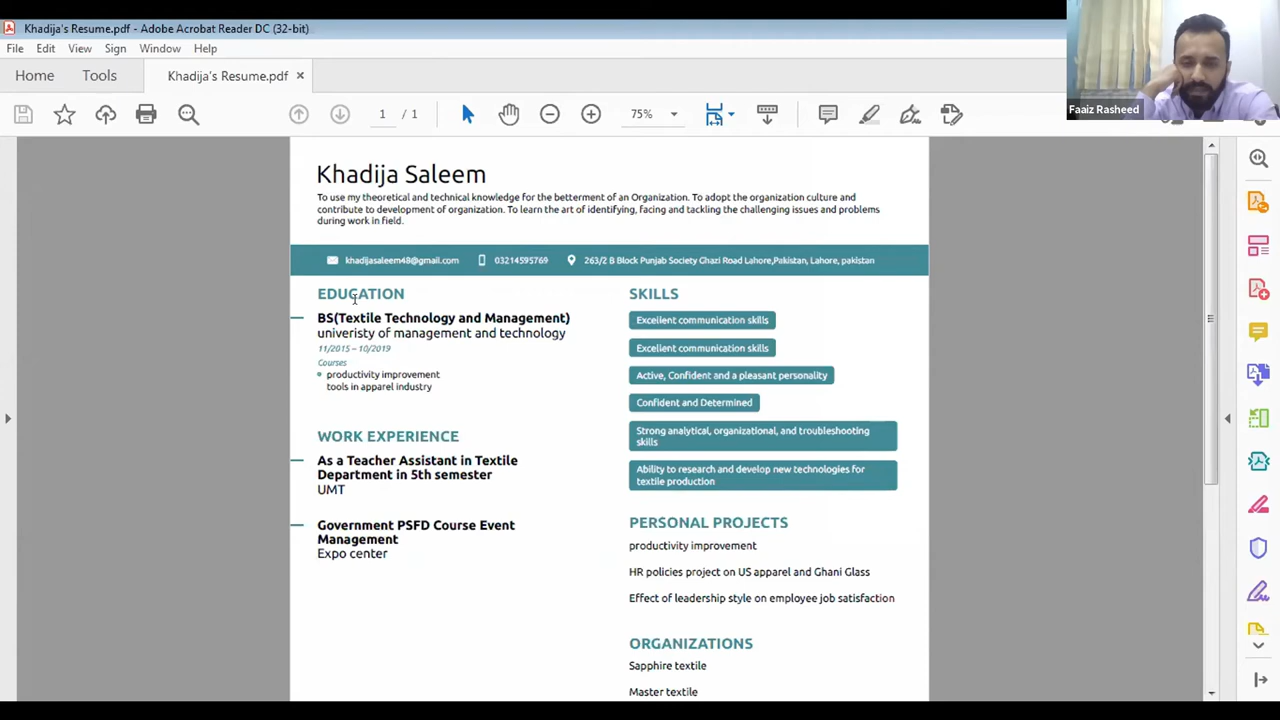 Khadija's Resume.pdf - Adobe Acrobat Reader DC (32-bit)
File Edit View Sign Window Help
Home Tools Khadija's Resume.pdf ×
/ 1 75%
Faaiz Rasheed
Khadija Saleem
To use my theoretical and technical knowledge for the betterment of an Organization. To adopt the organization culture and
contribute to development of organization. To learn the art of identifying, facing and tackling the challenging issues and problems
during work in field.
khadijasaleem48@gmail.com 03214595769 263/2 B Block Punjab Society Ghazi Road Lahore,Pakistan, Lahore, pakistan
EDUCATION
BS(Textile Technology and Management)
univeristy of management and technology
11/2015 – 10/2019
Courses
productivity improvement
tools in apparel industry
WORK EXPERIENCE
As a Teacher Assistant in Textile
Department in 5th semester
UMT
Government PSFD Course Event
Management
Expo center
SKILLS
Excellent communication skills
Excellent communication skills
Active, Confident and a pleasant personality
Confident and Determined
Strong analytical, organizational, and troubleshooting
skills
Ability to research and develop new technologies for
textile production
PERSONAL PROJECTS
productivity improvement
HR policies project on US apparel and Ghani Glass
Effect of leadership style on employee job satisfaction
ORGANIZATIONS
Sapphire textile
Master textile